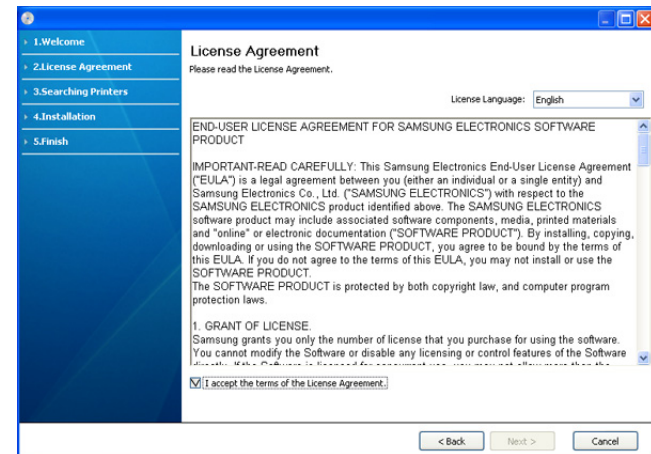 1.Welcome
2.License Agreement
3.Searching Printers
4.Installation
5.Finish
License Agreement
Please read the License Agreement.
License Language: English
END-USER LICENSE AGREEMENT FOR SAMSUNG ELECTRONICS SOFTWARE
PRODUCT
IMPORTANT-READ CAREFULLY: This Samsung Electronics End-User License Agreement
("EULA") is a legal agreement between you (either an individual or a single entity) and
Samsung Electronics Co., Ltd. ("SAMSUNG ELECTRONICS") with respect to the
SAMSUNG ELECTRONICS product identified above. The SAMSUNG ELECTRONICS
software product may include associated software components, media, printed materials
and "online" or electronic documentation ("SOFTWARE PRODUCT"). By installing, copying,
downloading or using the SOFTWARE PRODUCT, you agree to be bound by the terms of
this EULA. If you do not agree to the terms of this EULA, you may not install or use the
SOFTWARE PRODUCT.
The SOFTWARE PRODUCT is protected by both copyright law, and computer program
protection laws.
1. GRANT OF LICENSE.
Samsung grants you only the number of license that you purchase for using the software.
You cannot modify the Software or disable any licensing or control features of the Software
I accept the terms of the License Agreement.
< Back Next > Cancel